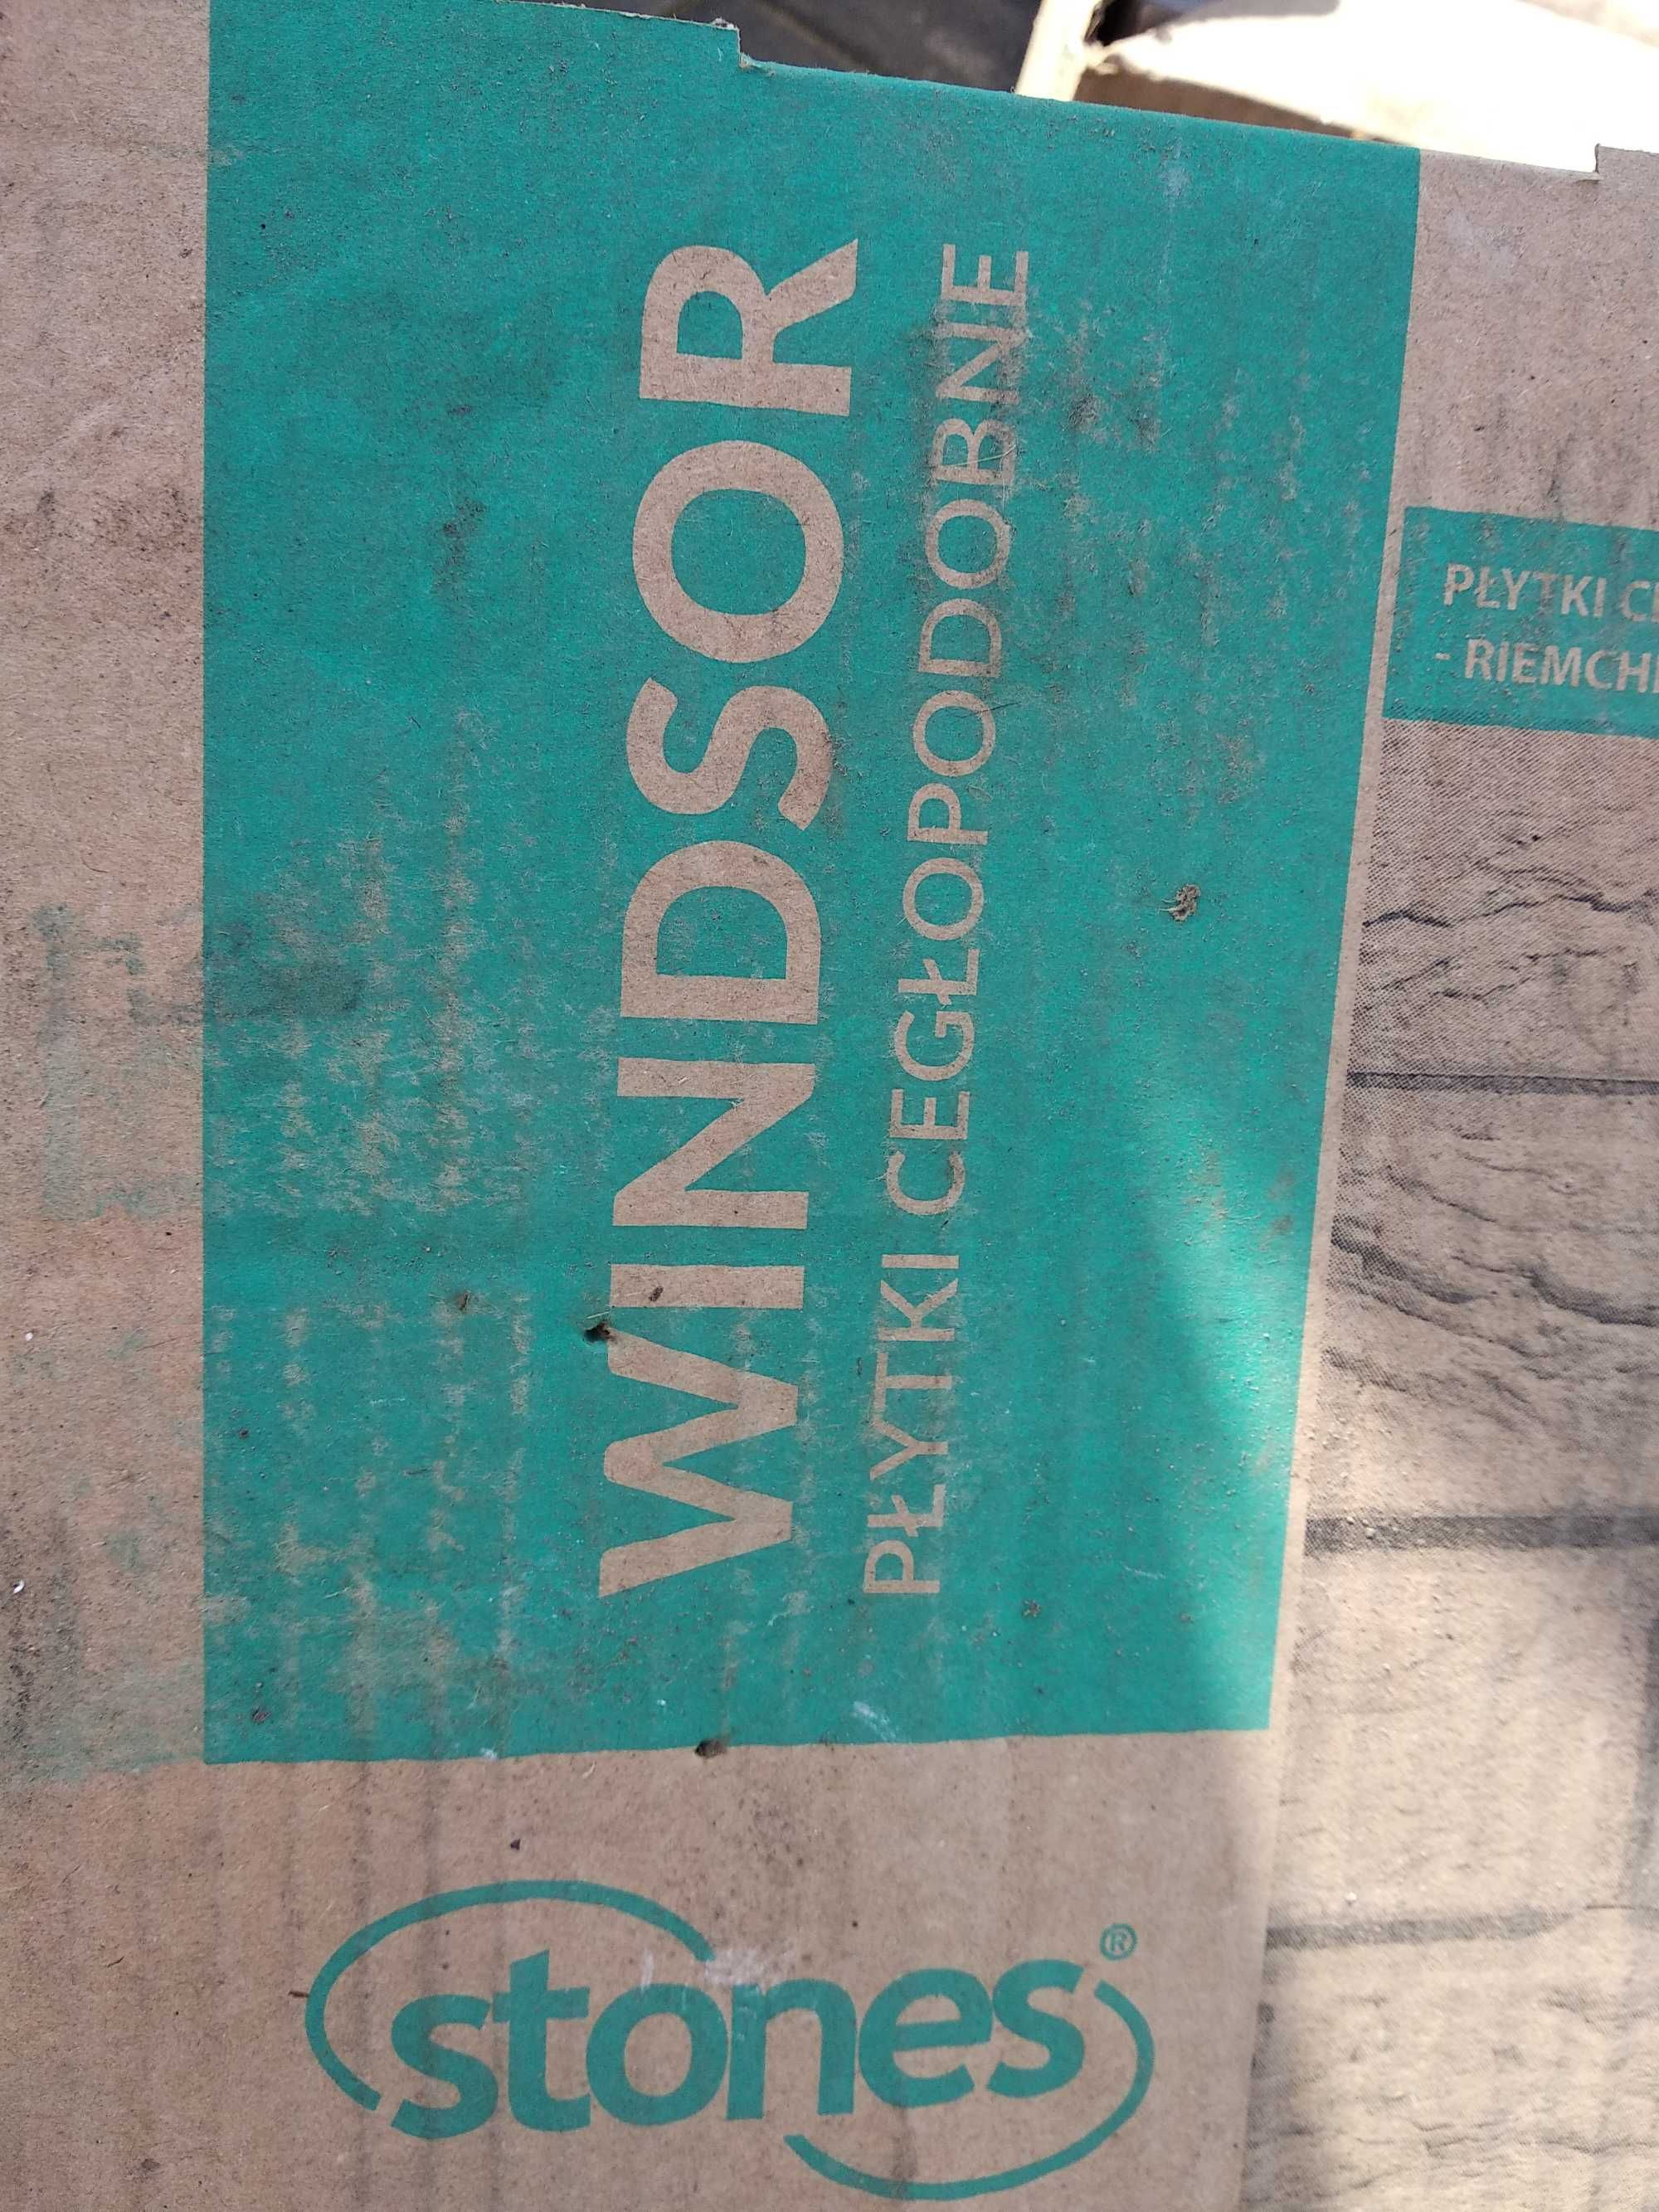 WINDSOR
PŁYTKI CEGŁOPODOBNE
stones®
PŁYTKI
- RIEMCH